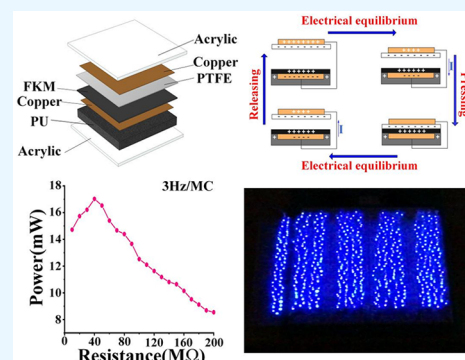 Acrylic
Copper
PTFE
FKM
Copper
PU
Acrylic
Electrical equilibrium
Releasing
Pressing
Electrical equilibrium
3Hz/MC
Power(mW)
18
16
14
12
10
8
0
40
80
120
160
200
Resistance(MΩ)